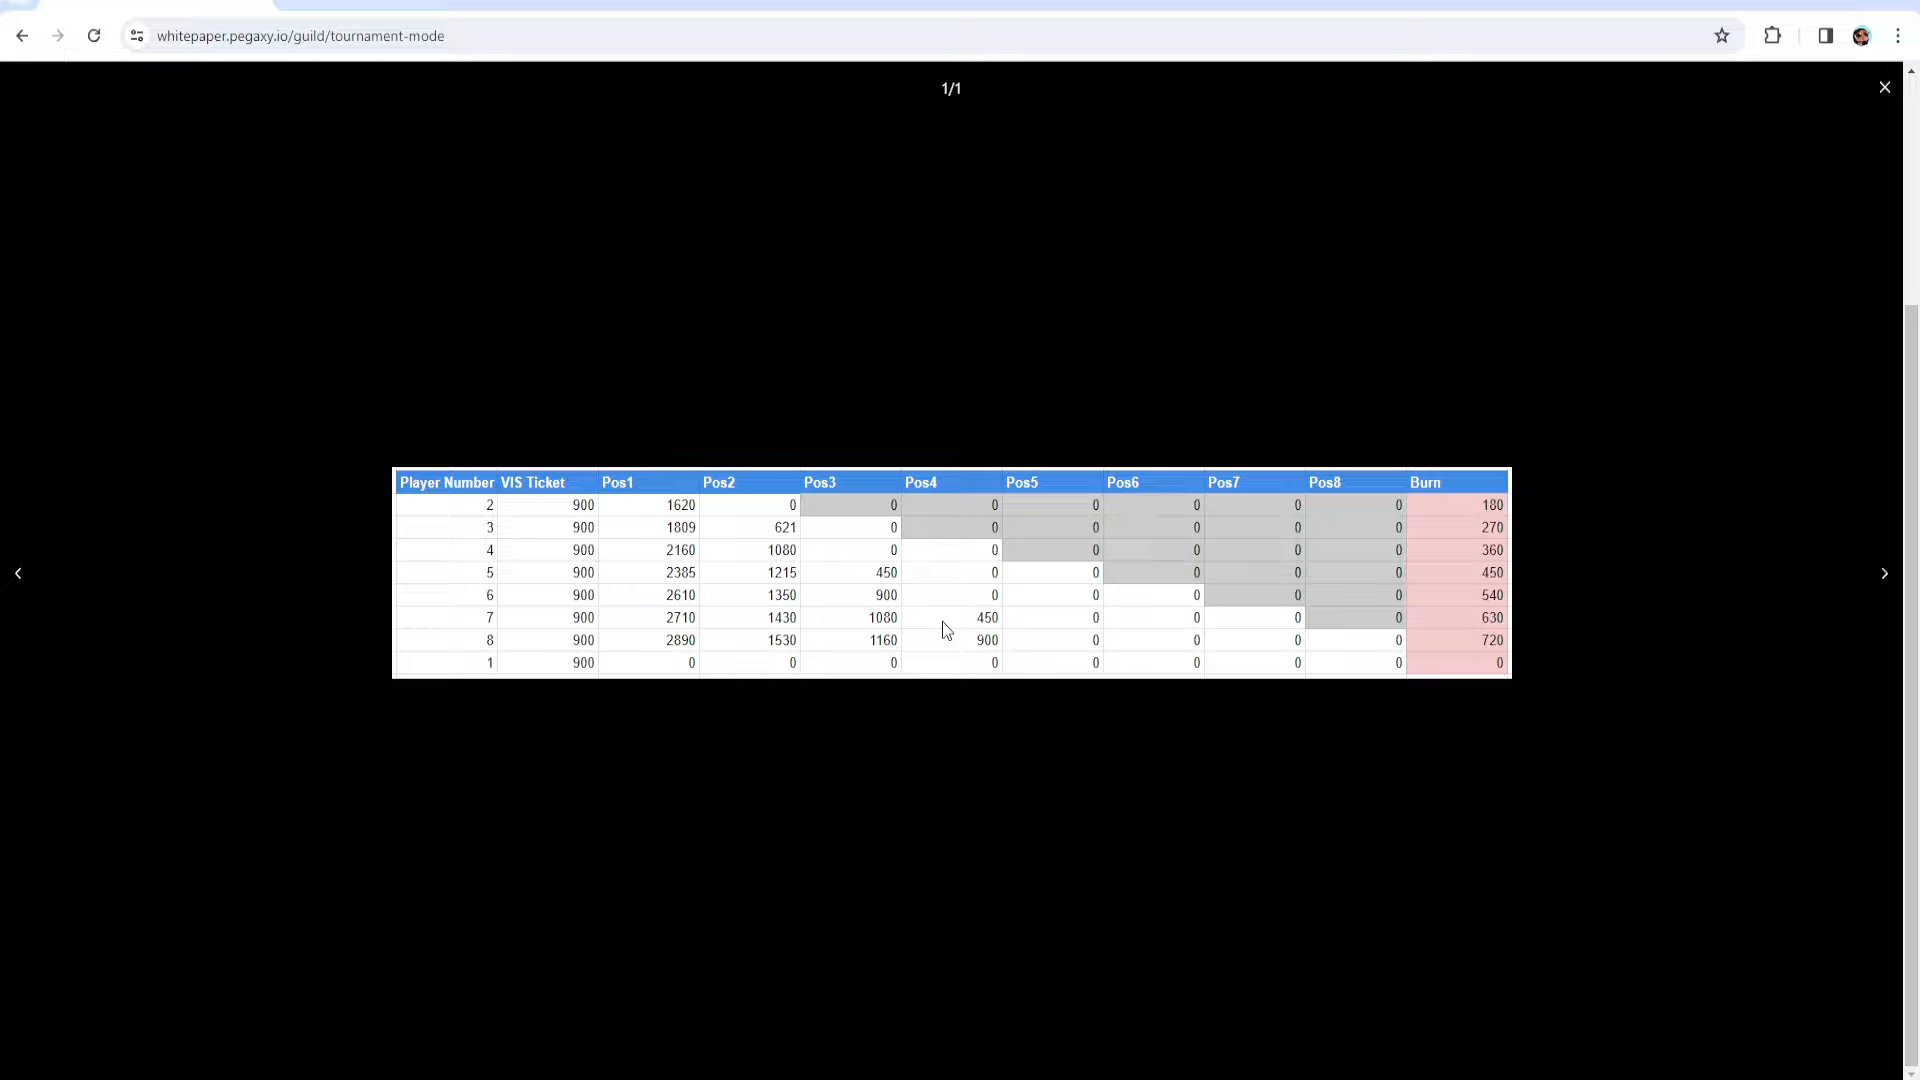 whitepaper.pegaxy.io/guild/tournament-mode
1/1
Player Number VIS Ticket Pos1 Pos2 Pos3 Pos4 Pos5 Pos6 Pos7 Pos8 Burn
2 900 1620 0 0 0 0 0 0 0 180
3 900 1809 621 0 0 0 0 0 0 270
4 900 2160 1080 0 0 0 0 0 0 360
5 900 2385 1215 450 0 0 0 0 0 450
6 900 2610 1350 900 0 0 0 0 0 540
7 900 2710 1430 1080 450 0 0 0 0 630
8 900 2890 1530 1160 900 0 0 0 0 720
1 900 0 0 0 0 0 0 0 0 0